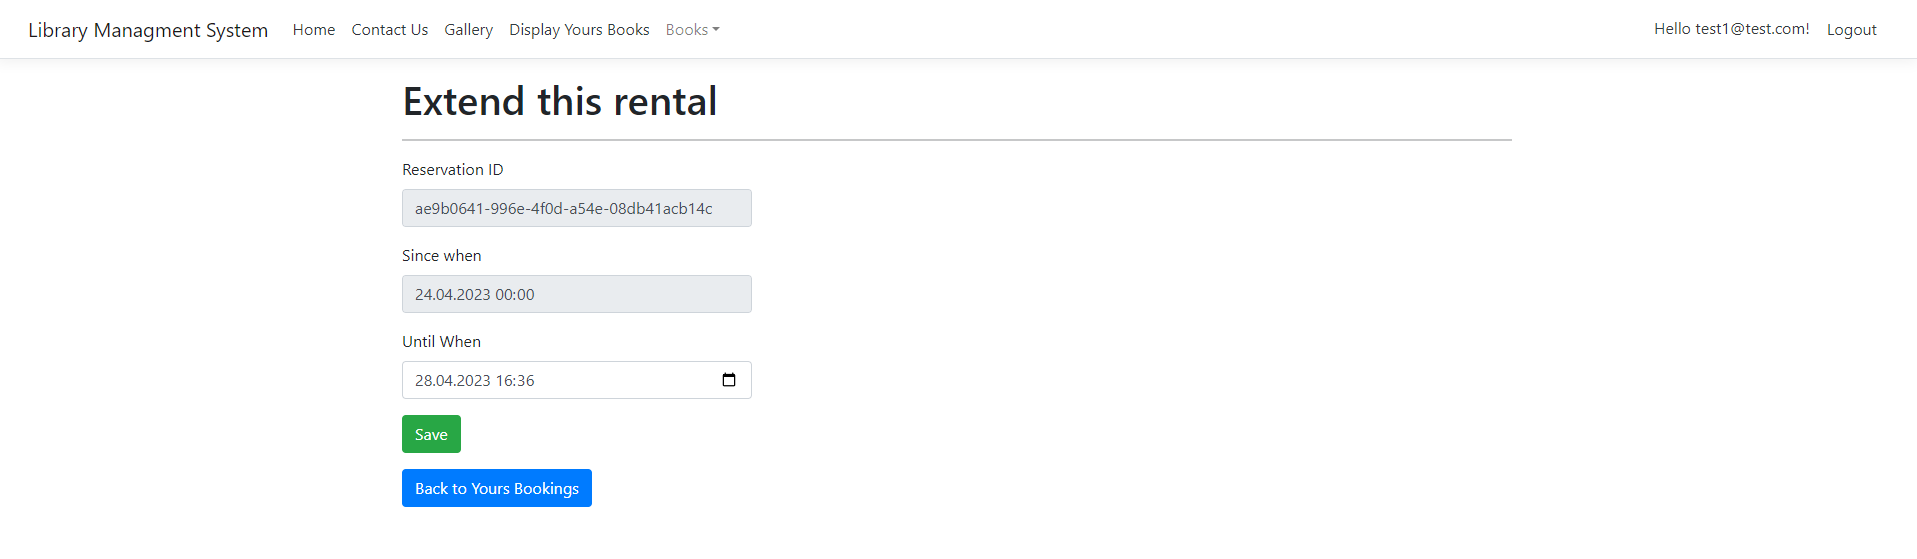 Library Managment System Home Contact Us Gallery Display Yours Books Books Hello test1@test.com! Logout
Extend this rental
Reservation ID
ae9b0641-996e-4f0d-a54e-08db41acb14c
Since when
24.04.2023 00:00
Until When
28.04.2023 16:36
Save
Back to Yours Bookings